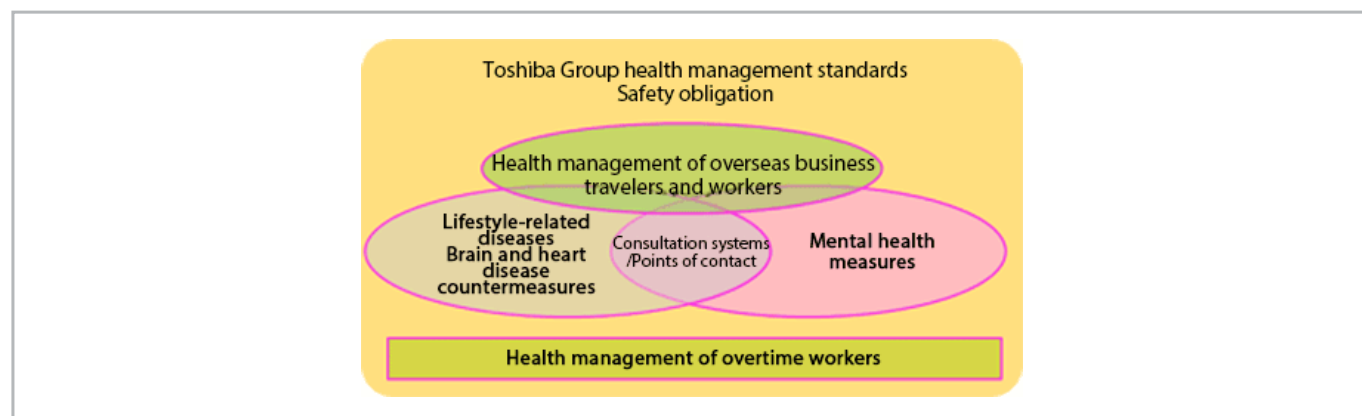 Toshiba Group health management standards
Safety obligation
Health management of overseas business
travelers and workers
Lifestyle-related
diseases
Brain and heart
disease
countermeasures
Consultation systems
/Points of contact
Mental health
measures
Health management of overtime workers